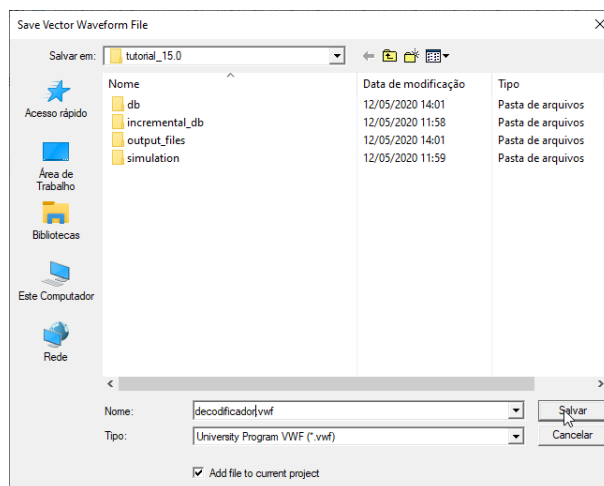 Save Vector Waveform File
Salvar em: tutorial_15.0
Nome Data de modificação Tipo
db 12/05/2020 14:01 Pasta de arquivos
incremental_db 12/05/2020 11:58 Pasta de arquivos
output_files 12/05/2020 14:01 Pasta de arquivos
simulation 12/05/2020 11:59 Pasta de arquivos
Acesso rápido
Área de
Trabalho
Bibliotecas
Este Computador
Rede
Nome: decodificador.vwf Salvar
Tipo: University Program VWF (*.vwf) Cancelar
Add file to current project